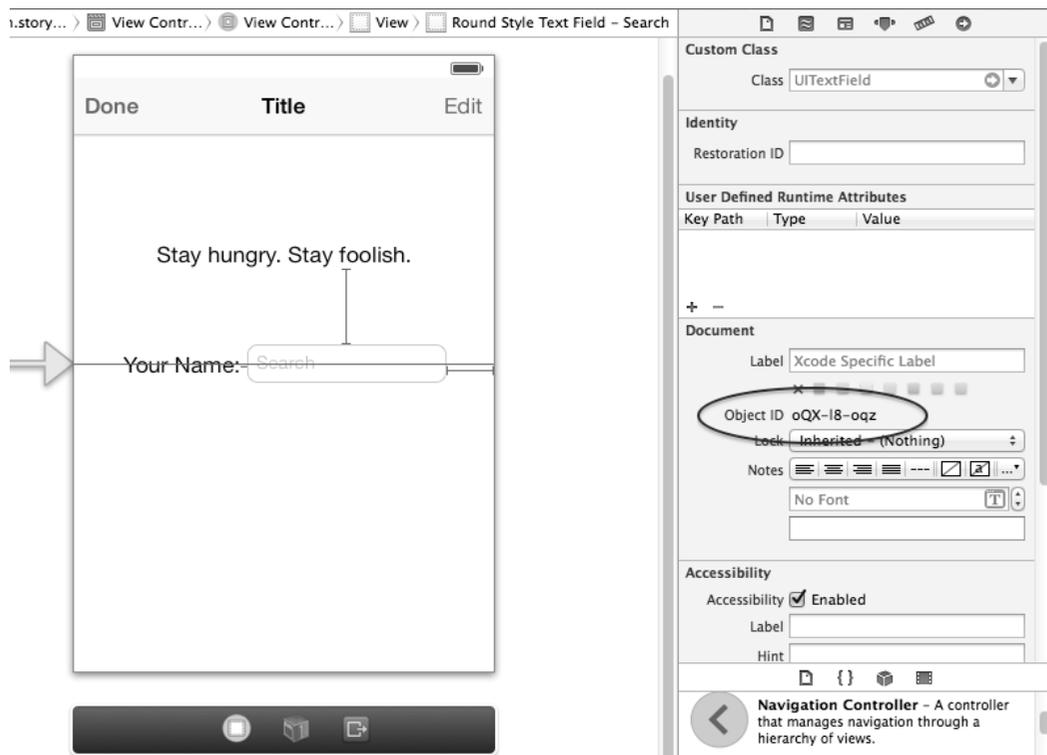 n.story... 〉 View Contr...〉 View Contr...〉 View 〉 Round Style Text Field – Search
Done Title Edit
Stay hungry. Stay foolish.
Your Name: Search
Custom Class
Class UITextField
Identity
Restoration ID
User Defined Runtime Attributes
Key Path Type Value
+ −
Document
Label Xcode Specific Label
×
Object ID oQX-l8-oqz
Lock Inherited - (Nothing)
Notes --- a ...
No Font T
Accessibility
Accessibility Enabled
Label
Hint
{ }
Navigation Controller – A controller
that manages navigation through a
hierarchy of views.